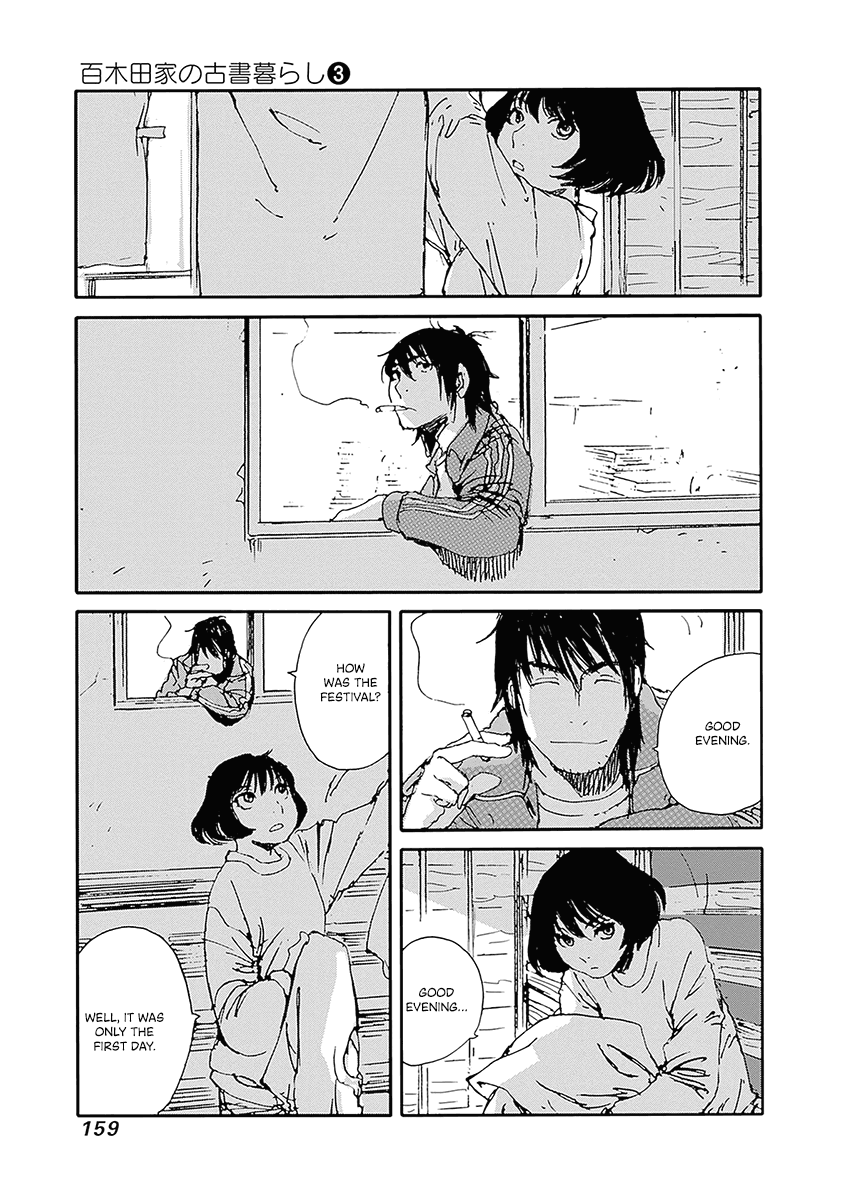 百木田家の古書暮らし❸
GOOD
EVENING.
GOOD
EVENING...
HOW
WAS THE
FESTIVAL?
WELL, IT WAS
ONLY THE
FIRST DAY.
159